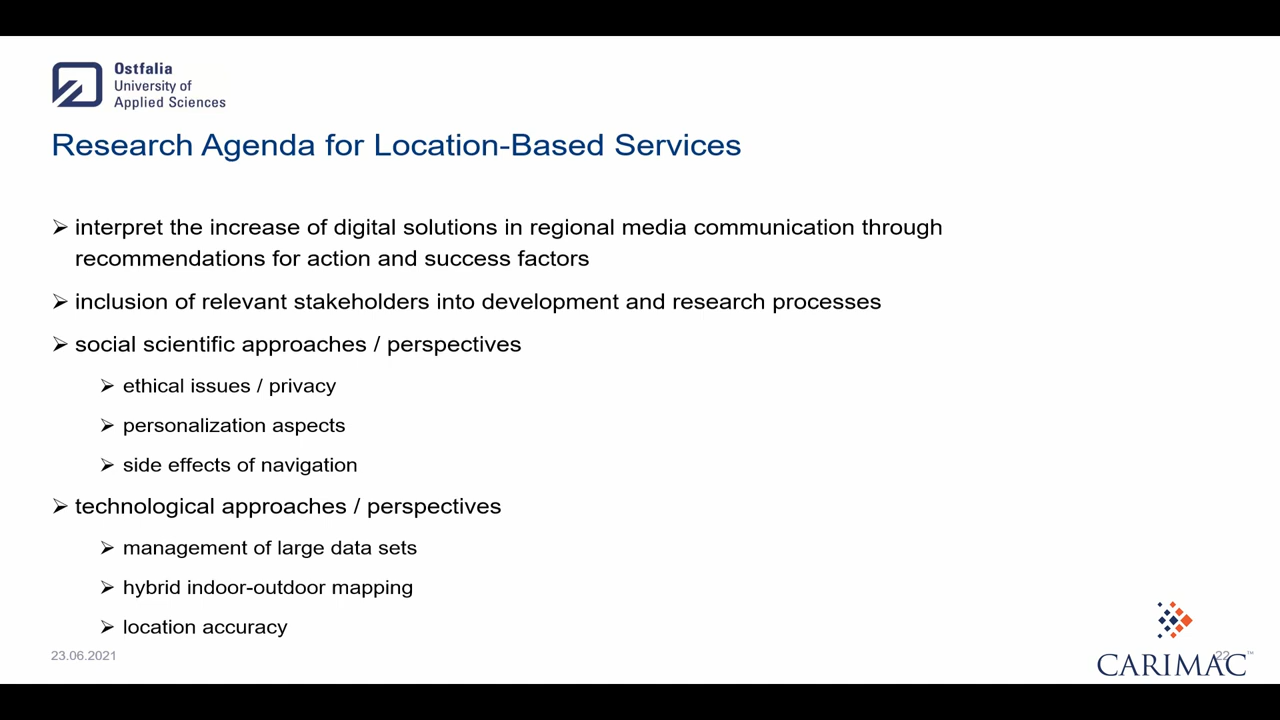 Ostfalia
University of
Applied Sciences
Research Agenda for Location-Based Services
➢ interpret the increase of digital solutions in regional media communication through
recommendations for action and success factors
➢ inclusion of relevant stakeholders into development and research processes
➢ social scientific approaches / perspectives
➢ ethical issues / privacy
➢ personalization aspects
➢ side effects of navigation
➢ technological approaches / perspectives
➢ management of large data sets
➢ hybrid indoor-outdoor mapping
➢ location accuracy
23.06.2021
22
CARIMAC™